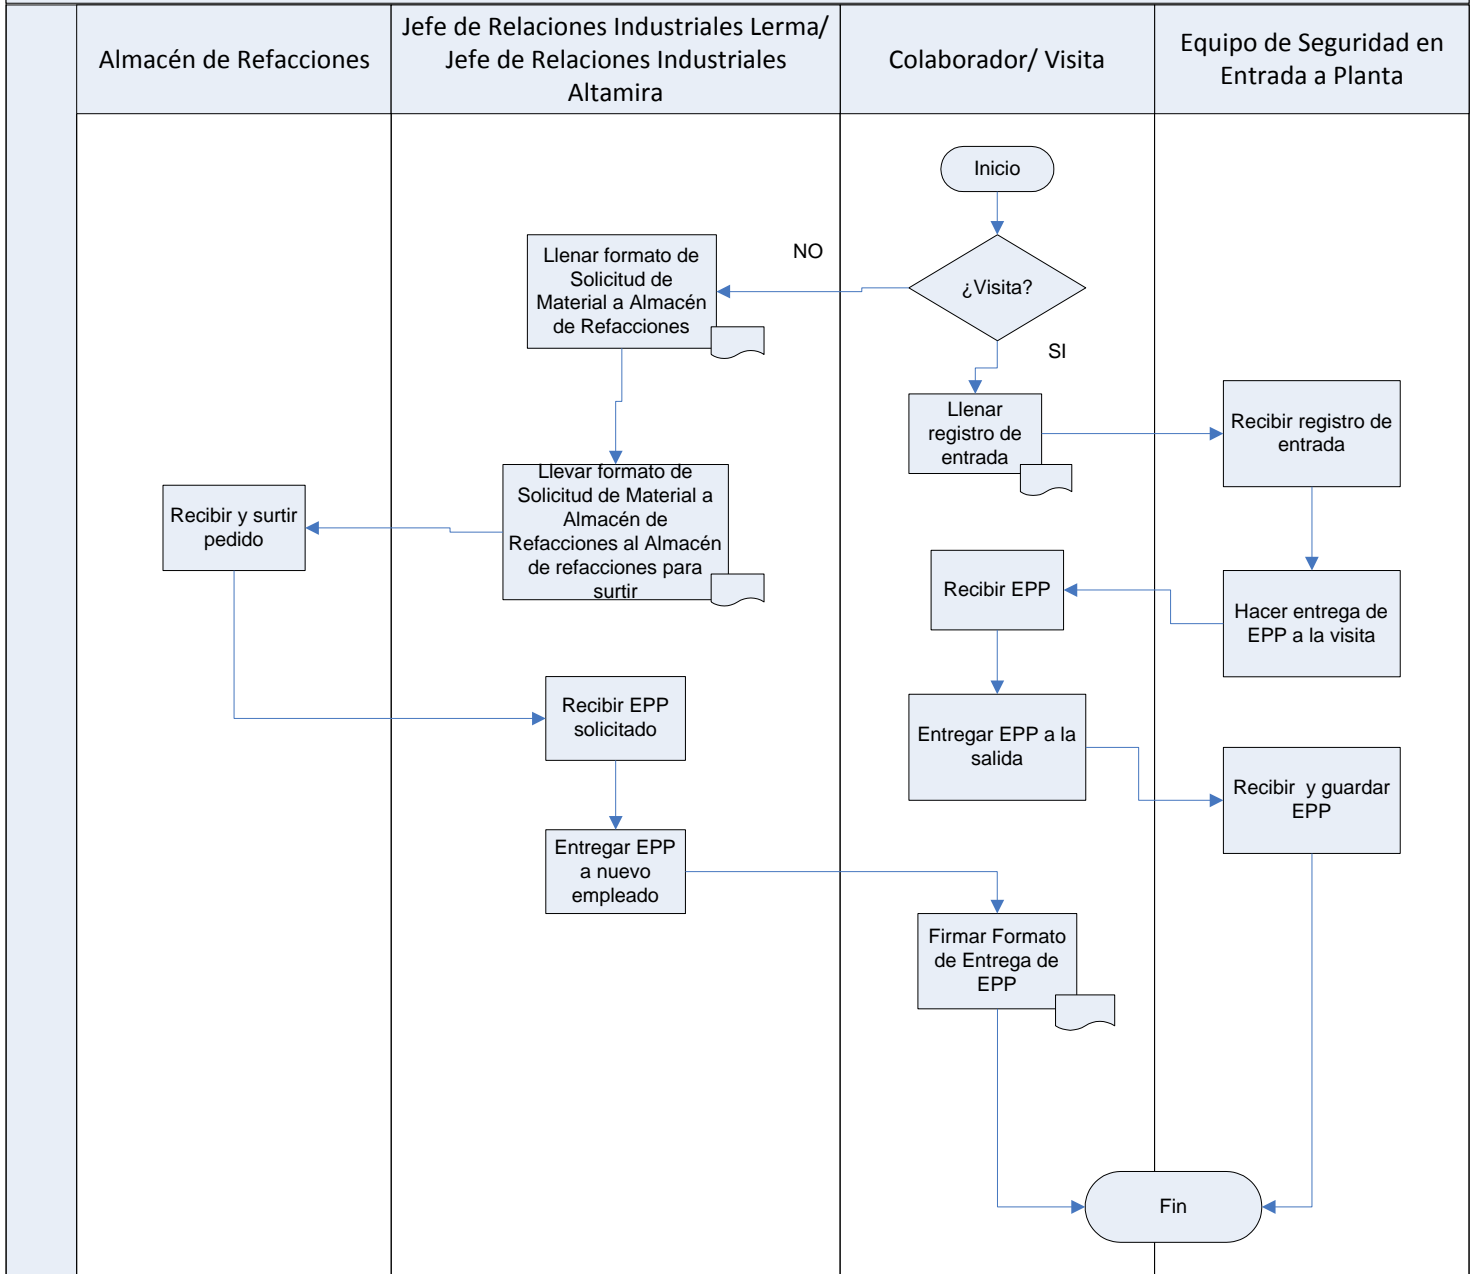 Almacén de Refacciones
Jefe de Relaciones Industriales Lerma/
Jefe de Relaciones Industriales
Altamira
Colaborador/ Visita
Equipo de Seguridad en
Entrada a Planta
Inicio
¿Visita?
NO
SI
Llenar formato de
Solicitud de
Material a Almacén
de Refacciones
Llenar
registro de
entrada
Recibir registro de
entrada
Llevar formato de
Solicitud de Material a
Almacén de
Refacciones al Almacén
de refacciones para
surtir
Recibir y surtir
pedido
Recibir EPP
Hacer entrega de
EPP a la visita
Recibir EPP
solicitado
Entregar EPP a la
salida
Recibir  y guardar
EPP
Entregar EPP
a nuevo
empleado
Firmar Formato
de Entrega de
EPP
Fin